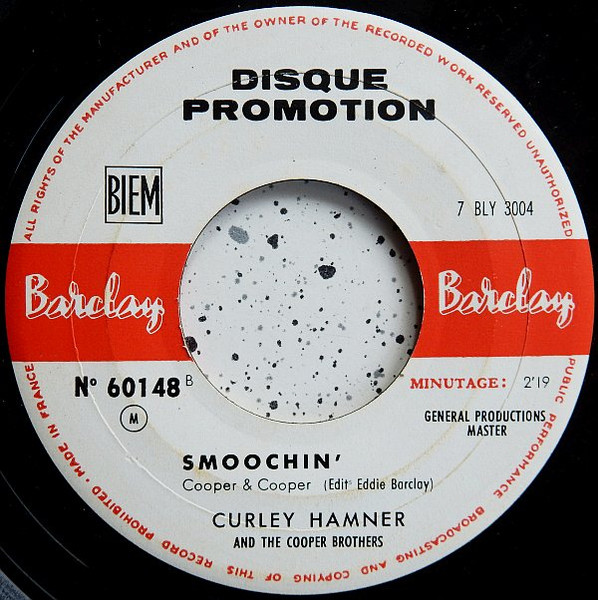 ALL RIGHTS OF THE MANUFACTURER AND OF THE OWNER OF THE RECORDED WORK RESERVED UNAUTHORIZED
PUBLIC PERFORMANCE BROADCASTING AND COPYING OF THIS RECORD PROHIBITED · MADE IN FRANCE
DISQUE
PROMOTION
BIEM
7 BLY 3004
Barclay
Barclay
Nº 60148 B
MINUTAGE : 2'19
M
GENERAL PRODUCTIONS
MASTER
SMOOCHIN'
Cooper & Cooper (Edit° Eddie Barclay)
CURLEY HAMNER
AND THE COOPER BROTHERS